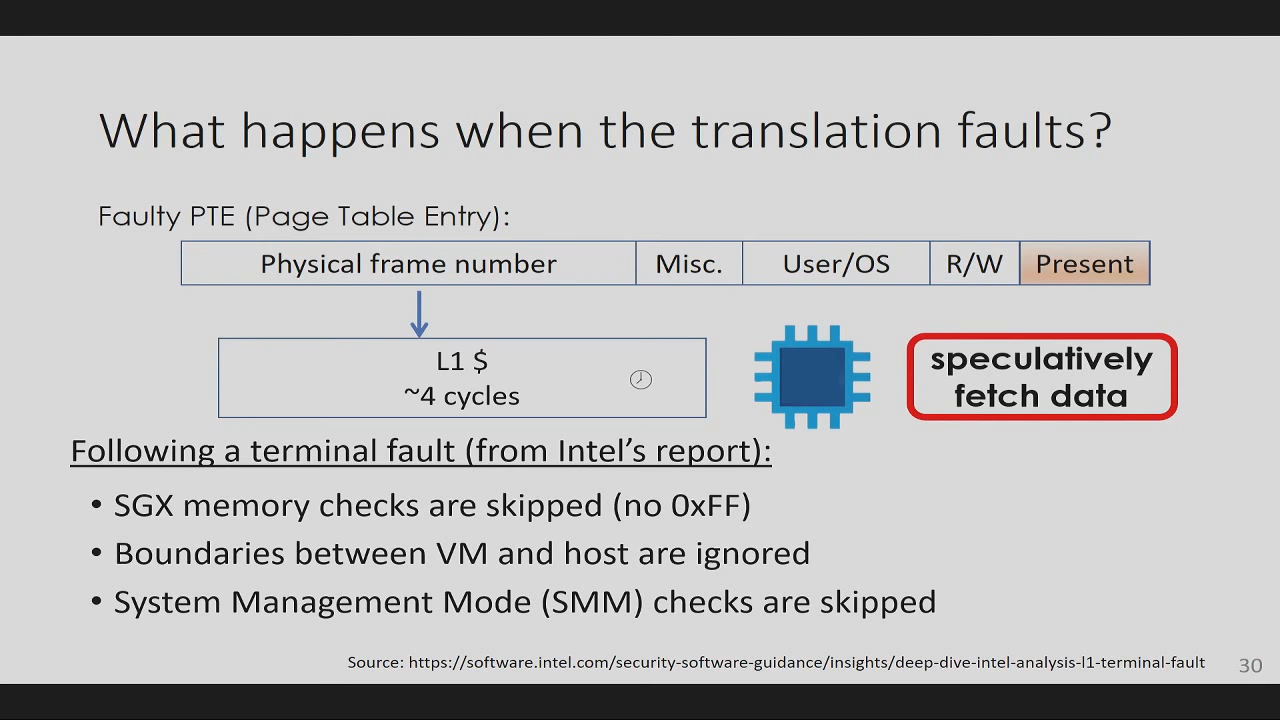 What happens when the translation faults?
Faulty PTE (Page Table Entry):
Physical frame number Misc. User/OS R/W Present
L1 $
~4 cycles
speculatively
fetch data
Following a terminal fault (from Intel’s report):
• SGX memory checks are skipped (no 0xFF)
• Boundaries between VM and host are ignored
• System Management Mode (SMM) checks are skipped
Source: https://software.intel.com/security-software-guidance/insights/deep-dive-intel-analysis-l1-terminal-fault
30